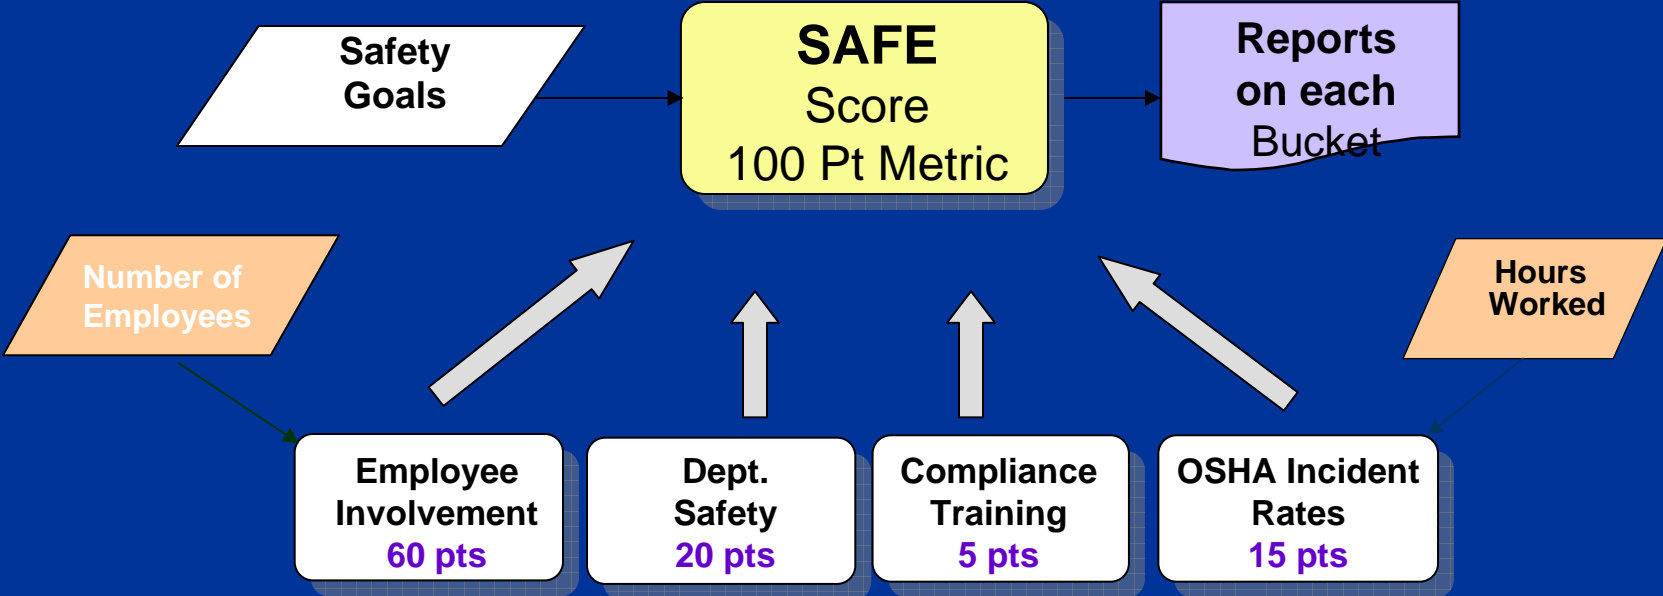 Safety
Goals
SAFE
Score
100 Pt Metric
Reports
on each
Bucket
Number of
Employees
Hours
Worked
Employee
Involvement
60 pts
Dept.
Safety
20 pts
Compliance
Training
5 pts
OSHA Incident
Rates
15 pts